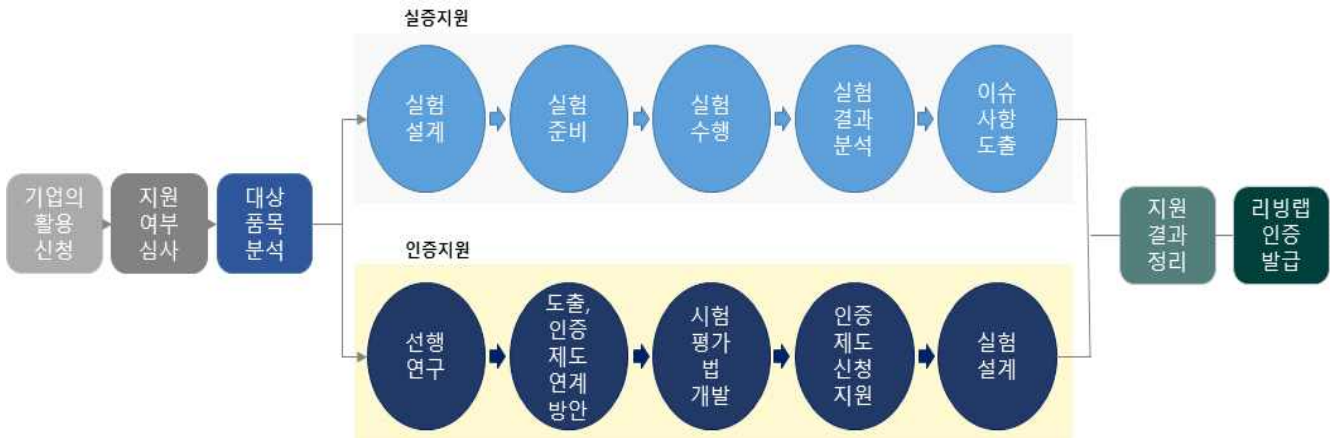 실증지원
실험
설계
실험
준비
실험
수행
실험
결과
분석
이슈
사항
도출
기업의
활용
신청
지원
여부
심사
대상
품목
분석
인증지원
선행
연구
도출,
인증
제도
연계
방안
시험
평가
법
개발
인증
제도
신청
지원
실험
설계
지원
결과
정리
리빙랩
인증
발급